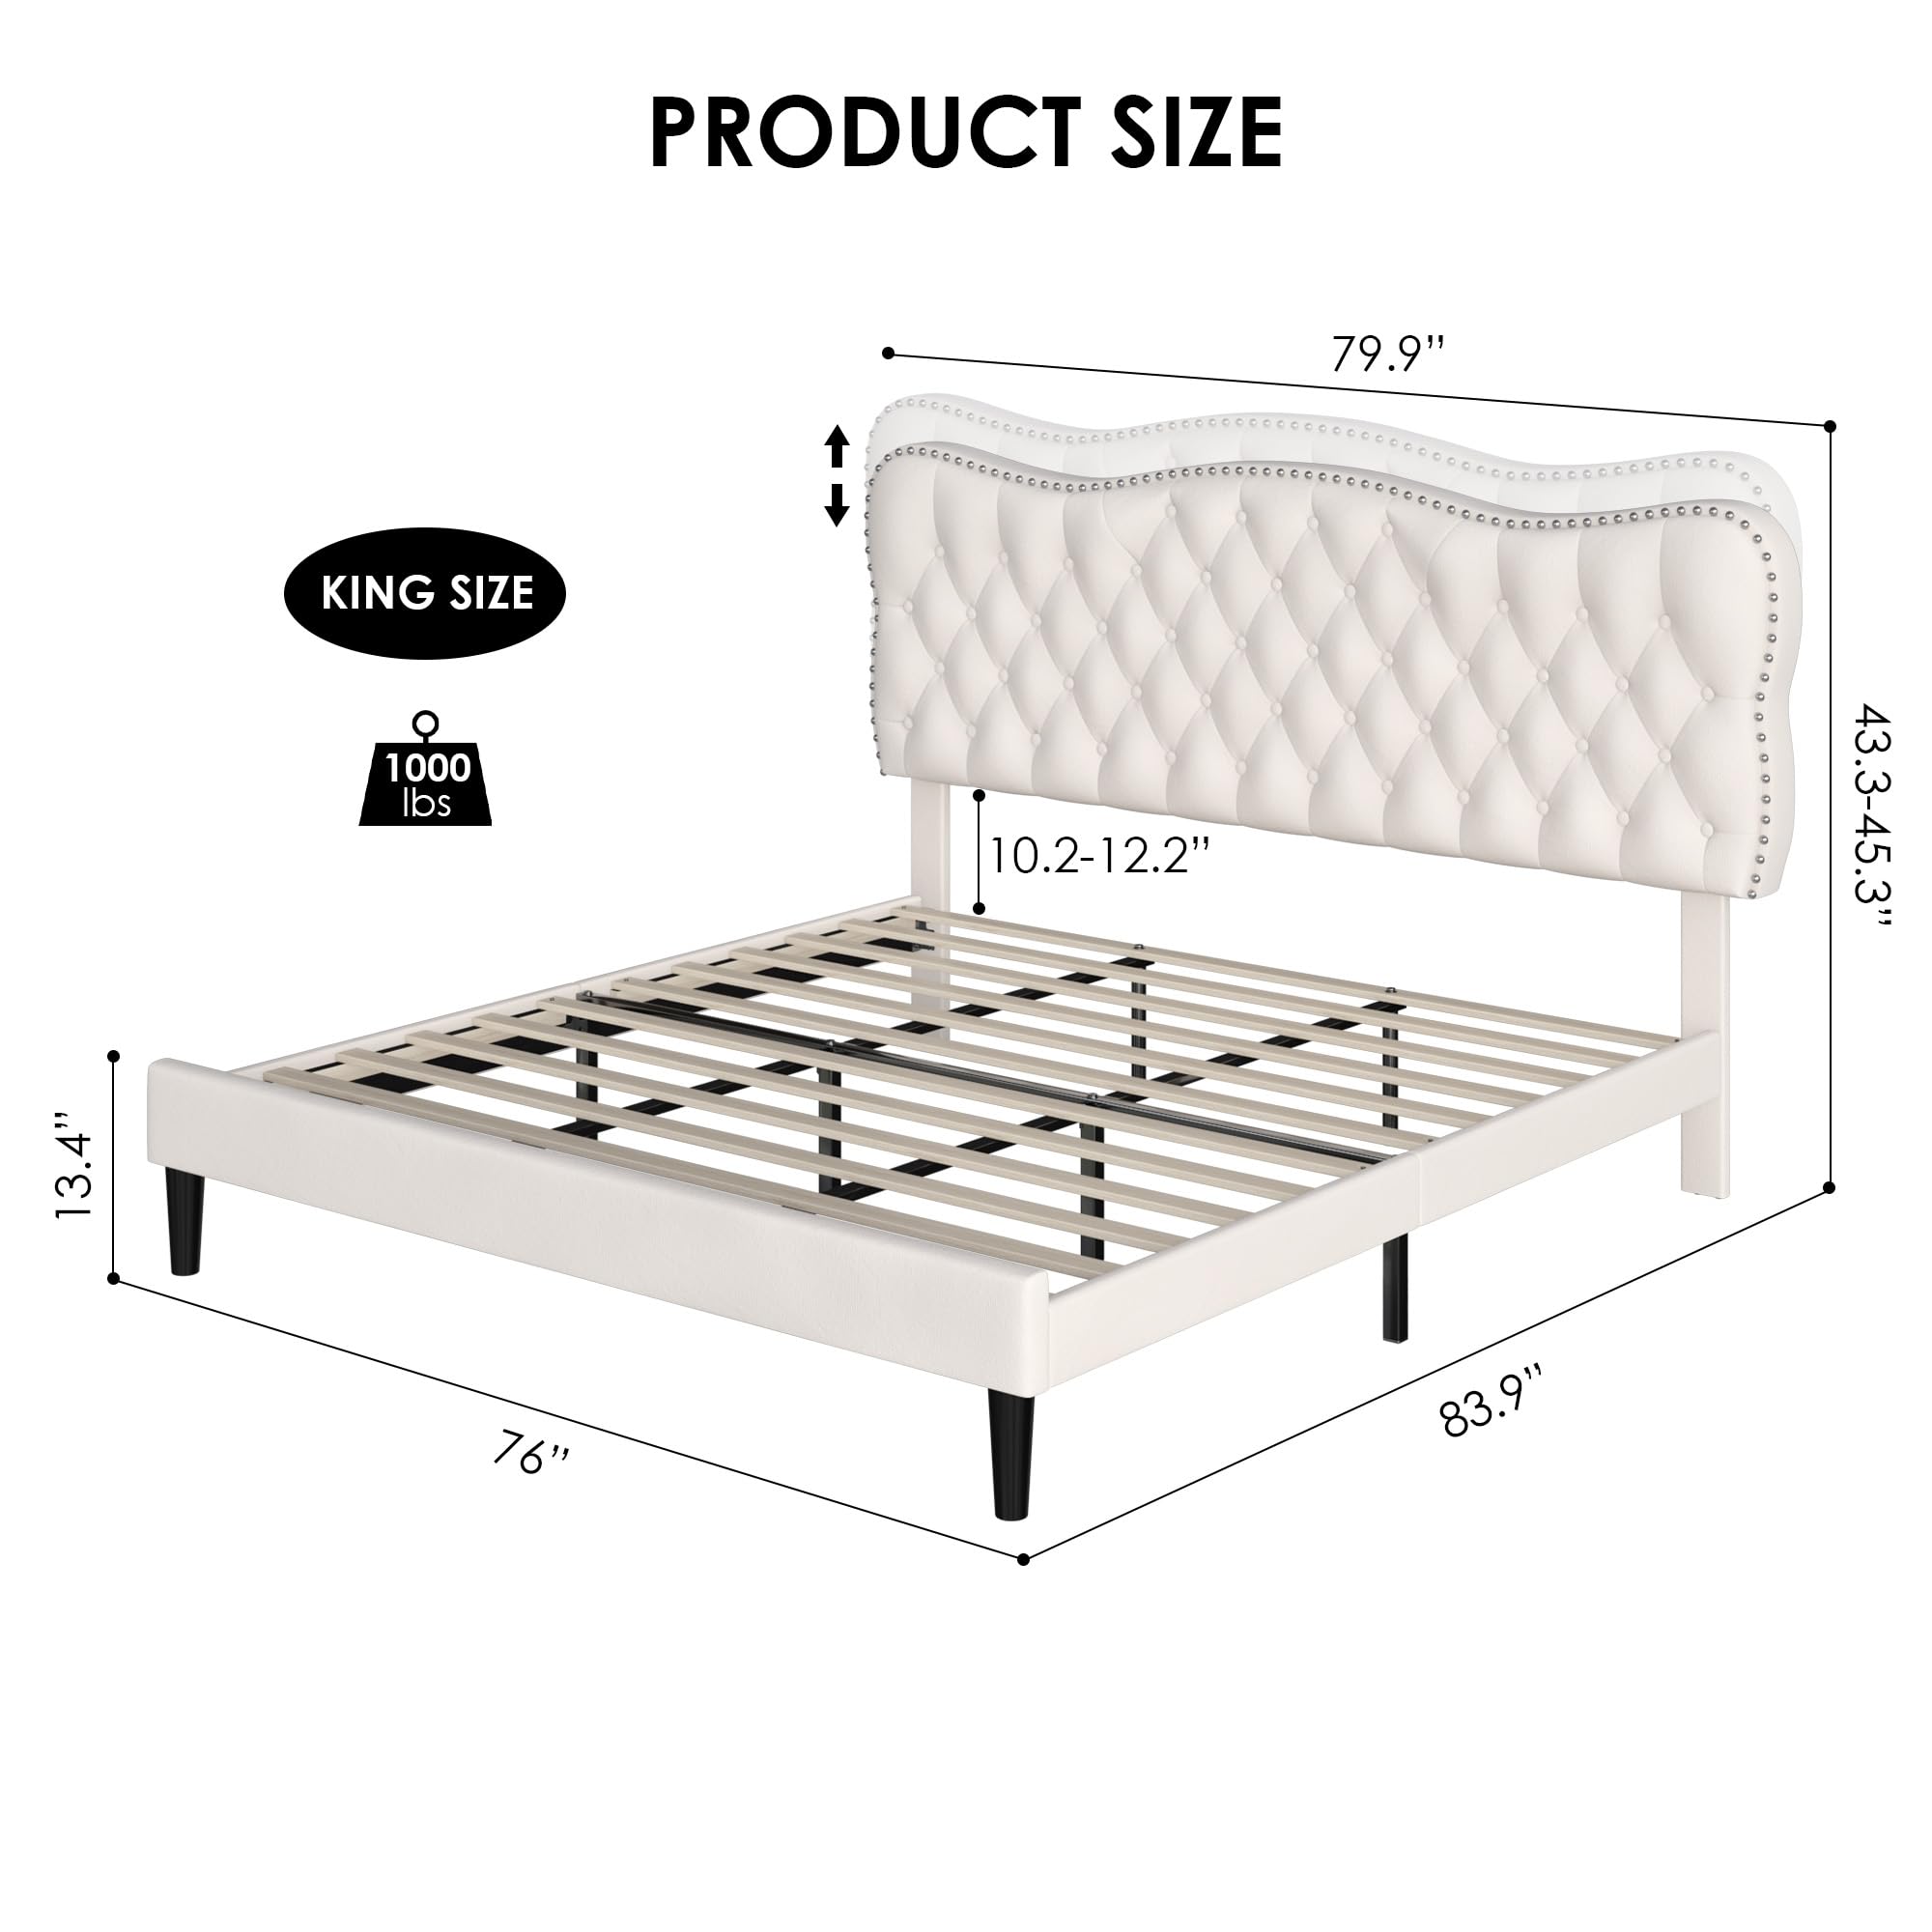 PRODUCT SIZE
79.9”
KING SIZE
1000
lbs
43.3-45.3”
10.2-12.2”
13.4”
83.9”
76”